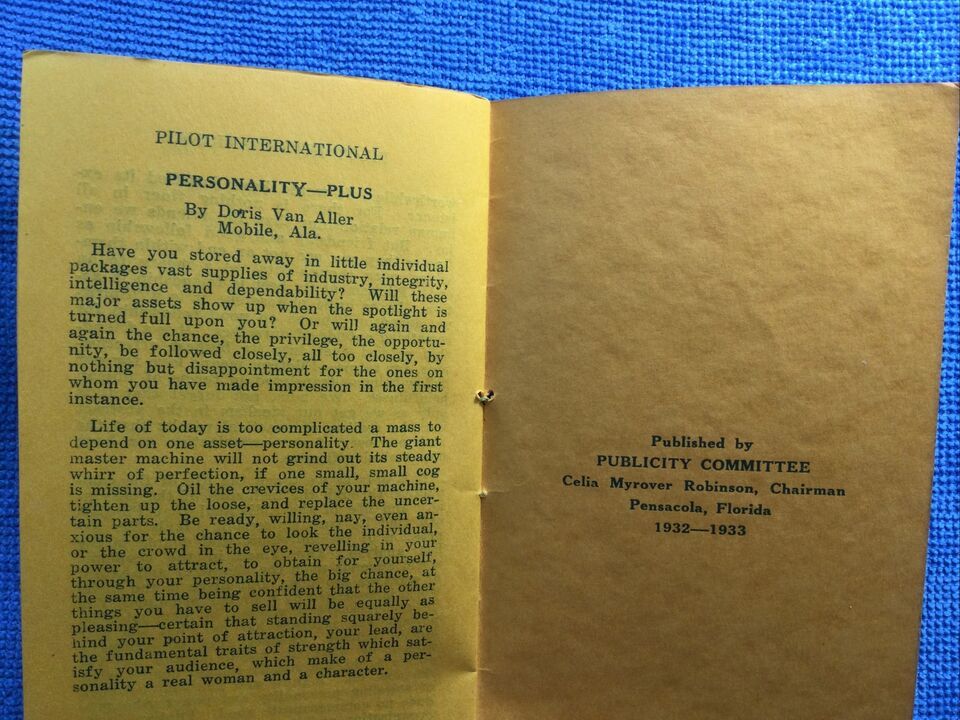 PILOT INTERNATIONAL
PERSONALITY—PLUS
By Doris Van Aller
Mobile, Ala.
Have you stored away in little individual
packages vast supplies of industry, integrity,
intelligence and dependability? Will these
major assets show up when the spotlight is
turned full upon you? Or will again and
again the chance, the privilege, the opportu-
nity, be followed closely, all too closely, by
nothing but disappointment for the ones on
whom you have made impression in the first
instance.
Life of today is too complicated a mass to
depend on one asset—personality. The giant
master machine will not grind out its steady
whirr of perfection, if one small, small cog
is missing. Oil the crevices of your machine,
tighten up the loose, and replace the uncer-
tain parts. Be ready, willing, nay, even an-
xious for the chance to look the individual,
or the crowd in the eye, revelling in your
power to attract, to obtain for yourself,
through your personality, the big chance, at
the same time being confident that the other
things you have to sell will be equally as
pleasing—certain that standing squarely be-
hind your point of attraction, your lead, are
the fundamental traits of strength which sat-
isfy your audience, which make of a per-
sonality a real woman and a character.
Published by
PUBLICITY COMMITTEE
Celia Myrover Robinson, Chairman
Pensacola, Florida
1932—1933